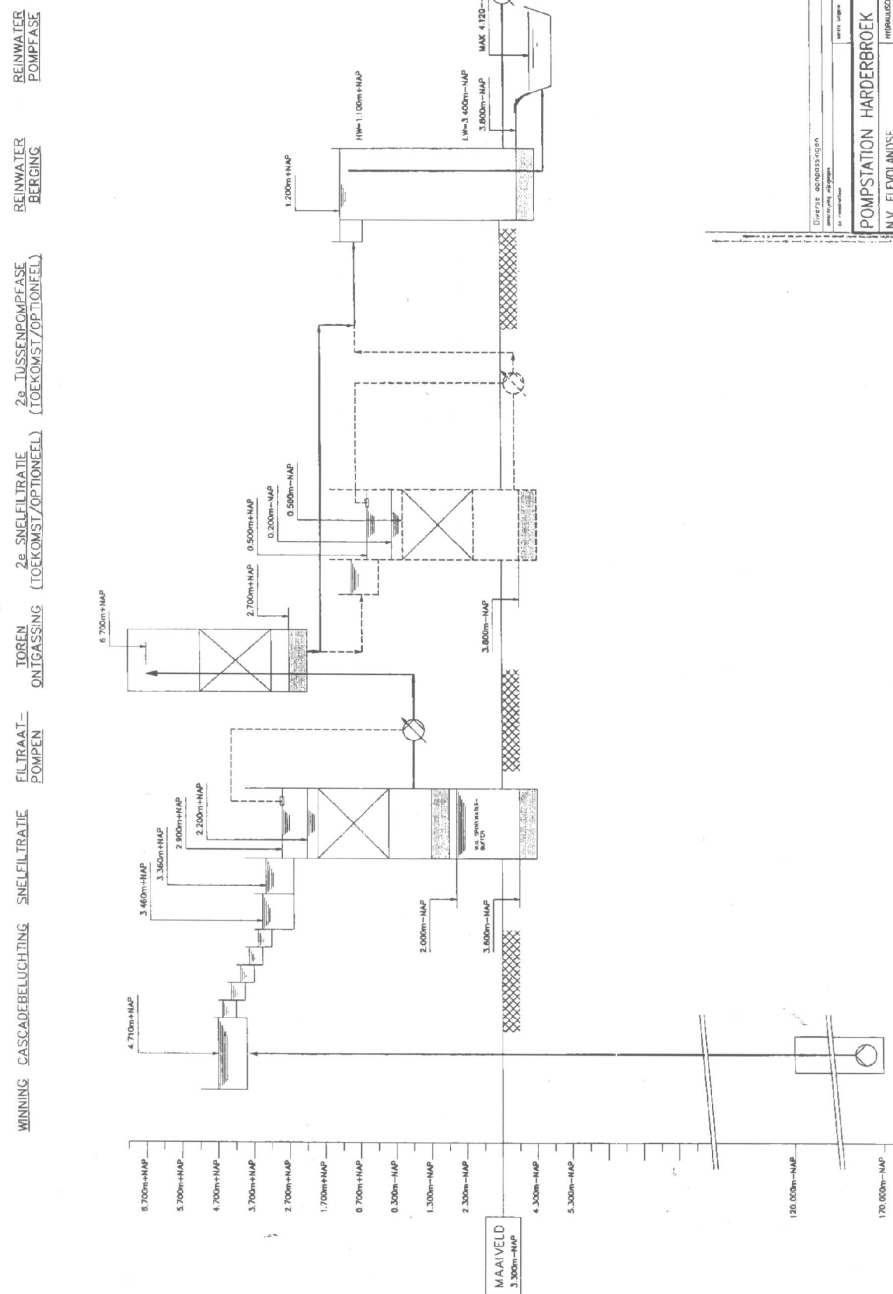 WINNING
CASCADEBELUCHTING
SNELFILTRATIE
FILTRAAT-
POMPEN
TOREN
ONTGASSING
2e SNELFILTRATIE
(TOEKOMST/OPTIONEEL)
2e TUSSENPOMPFASE
(TOEKOMST/OPTIONEEL)
REINWATER
BERGING
REINWATER
POMPFASE
6.700m+NAP
5.700m+NAP
4.700m+NAP
3.700m+NAP
2.700m+NAP
1.700m+NAP
0.700m+NAP
0.300m-NAP
1.300m-NAP
2.300m-NAP
MAAIVELD
3.300m-NAP
4.300m-NAP
5.300m-NAP
120.000m-NAP
170.000m-NAP
4.710m+NAP
3.460m+NAP
3.360m+NAP
2.900m+NAP
2.200m+NAP
2.000m-NAP
3.800m-NAP
VUIL SPOELWATER-
BUFFER
6.700m+NAP
2.700m+NAP
0.500m+NAP
0.200m-NAP
0.500m-NAP
3.800m-NAP
1.200m+NAP
HW=1.100m+NAP
LW=3.400m-NAP
3.800m-NAP
MAX 4.120-
Diverse aanpassingen
POMPSTATION HARDERBROEK
N.V. FLEVOLANDSE
HYDRAULISC